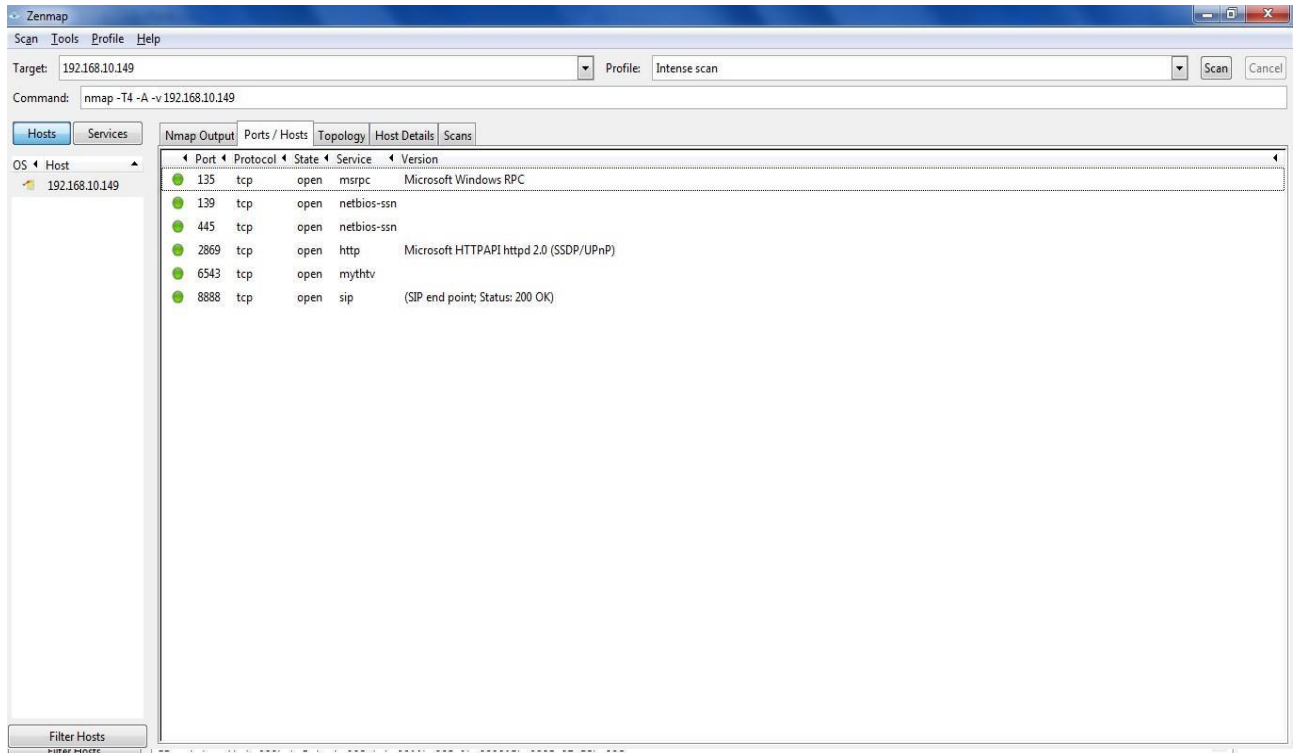 Zenmap
Scan Tools Profile Help
Target: 192.168.10.149 Profile: Intense scan Scan Cancel
Command: nmap -T4 -A -v 192.168.10.149
Hosts Services Nmap Output Ports / Hosts Topology Host Details Scans
OS Host Port Protocol State Service Version
192.168.10.149 135 tcp open msrpc Microsoft Windows RPC
139 tcp open netbios-ssn
445 tcp open netbios-ssn
2869 tcp open http Microsoft HTTPAPI httpd 2.0 (SSDP/UPnP)
6543 tcp open mythtv
8888 tcp open sip (SIP end point; Status: 200 OK)
Filter Hosts
Filter Hosts